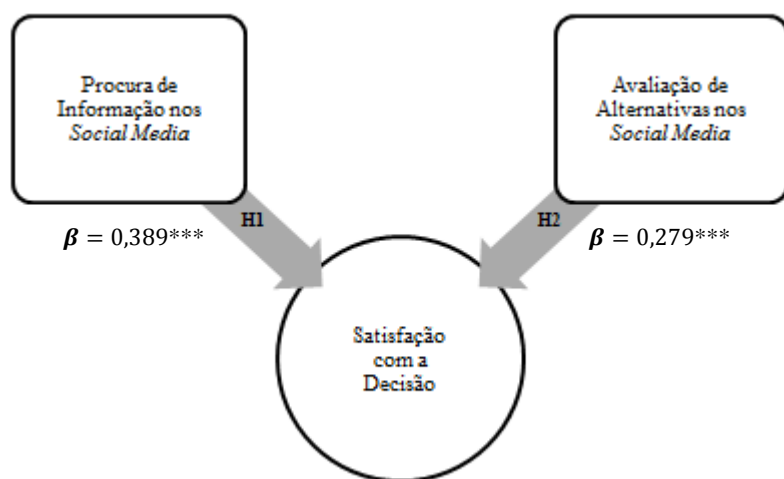 Procura de
Informação nos
Social Media
Avaliação de
Alternativas nos
Social Media
H1
H2
β = 0,389***
β = 0,279***
Satisfação
com a
Decisão